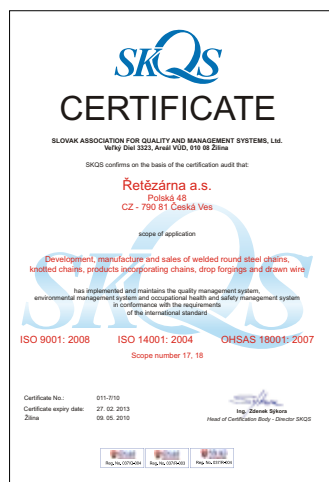 SKQS
CERTIFICATE
SLOVAK ASSOCIATION FOR QUALITY AND MANAGEMENT SYSTEMS, Ltd.
Veľký Diel 3323, Areál VÚD, 010 08 Žilina
SKQS confirms on the basis of the certification audit that:
Řetězárna a.s.
Polská 48
CZ - 790 81 Česká Ves
scope of application
Development, manufacture and sales of welded round steel chains,
knotted chains, products incorporating chains, drop forgings and drawn wire
has implemented and maintains the quality management system,
environmental management system and occupational health and safety management system
in conformance with the requirements
of the international standard
ISO 9001: 2008 ISO 14001: 2004 OHSAS 18001: 2007
Scope number 17, 18
Certificate No.: 011-7/10
Certificate expiry date: 27. 02. 2013
Žilina 09. 05. 2010
Ing. Zdenek Sýkora
Head of Certification Body - Director SKQS